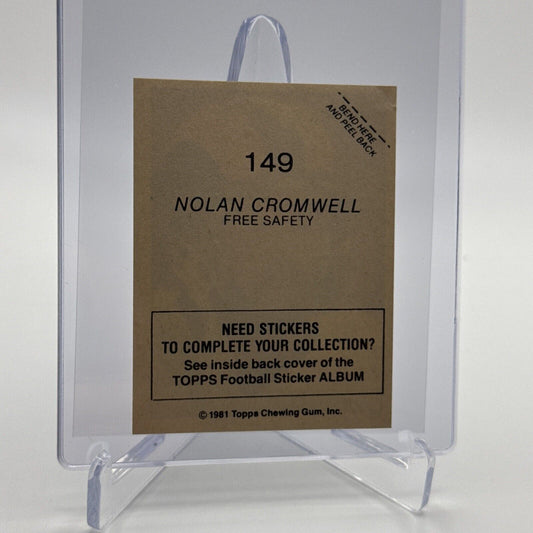 BEND HERE
AND PEEL BACK
149
NOLAN CROMWELL
FREE SAFETY
NEED STICKERS
TO COMPLETE YOUR COLLECTION?
See inside back cover of the
TOPPS Football Sticker ALBUM
© 1981 Topps Chewing Gum, Inc.